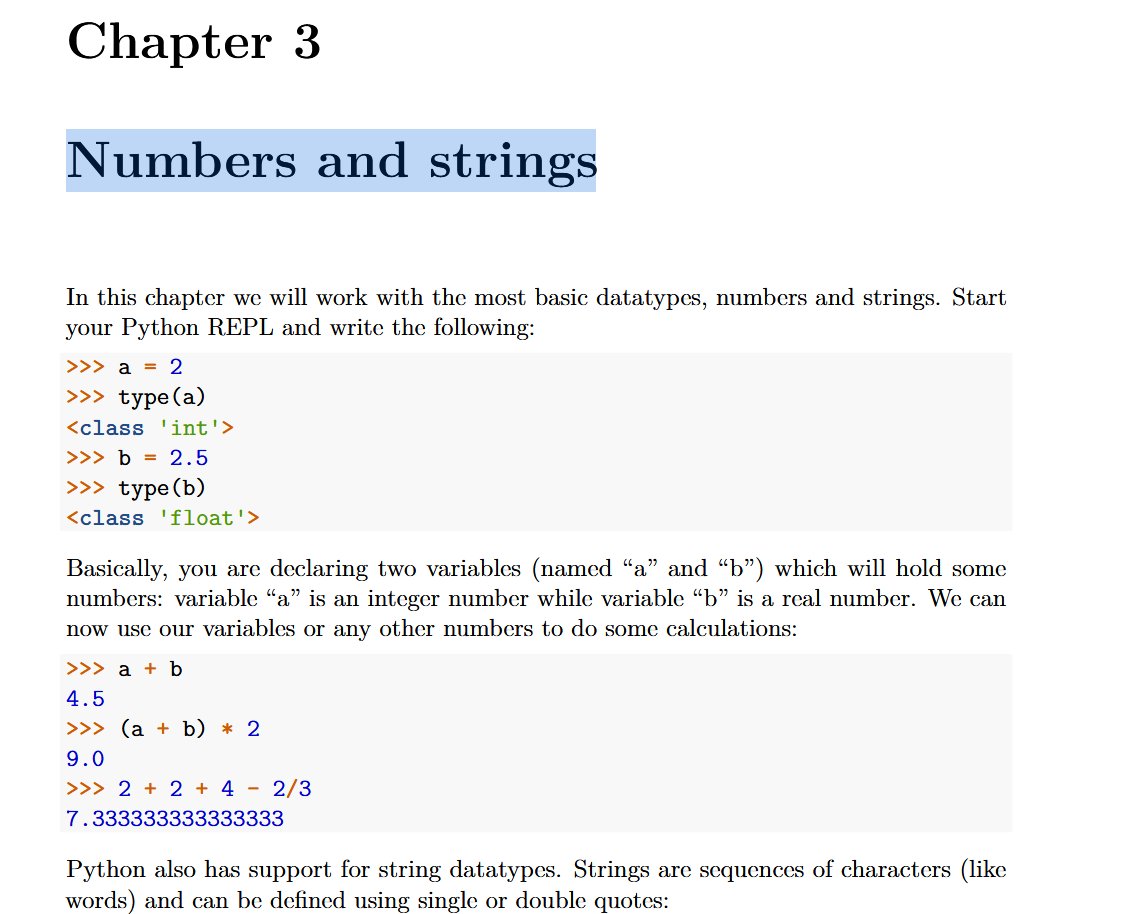 Chapter 3
Numbers and strings
In this chapter we will work with the most basic datatypes, numbers and strings. Start
your Python REPL and write the following:
>>> a = 2
>>> type(a)
<class 'int'>
>>> b = 2.5
>>> type(b)
<class 'float'>
Basically, you are declaring two variables (named “a” and “b”) which will hold some
numbers: variable “a” is an integer number while variable “b” is a real number. We can
now use our variables or any other numbers to do some calculations:
>>> a + b
4.5
>>> (a + b) * 2
9.0
>>> 2 + 2 + 4 - 2/3
7.333333333333333
Python also has support for string datatypes. Strings are sequences of characters (like
words) and can be defined using single or double quotes: